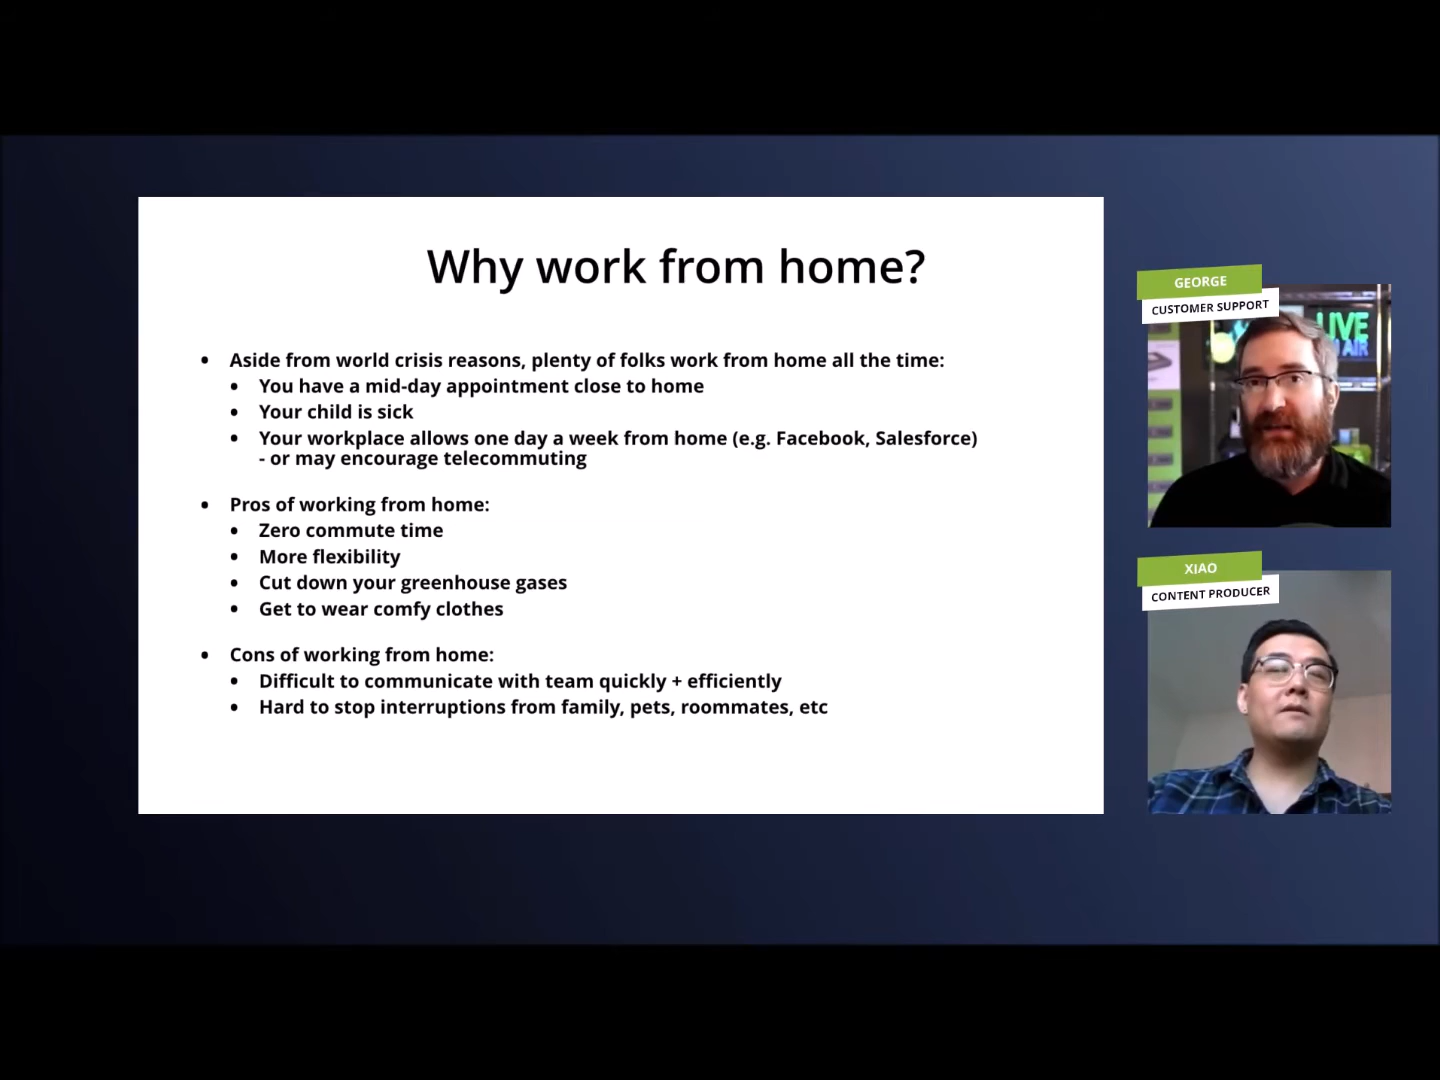 Why work from home?
• Aside from world crisis reasons, plenty of folks work from home all the time:
• You have a mid-day appointment close to home
• Your child is sick
• Your workplace allows one day a week from home (e.g. Facebook, Salesforce)
- or may encourage telecommuting
• Pros of working from home:
• Zero commute time
• More flexibility
• Cut down your greenhouse gases
• Get to wear comfy clothes
• Cons of working from home:
• Difficult to communicate with team quickly + efficiently
• Hard to stop interruptions from family, pets, roommates, etc
GEORGE
CUSTOMER SUPPORT
LIVE
AIR
XIAO
CONTENT PRODUCER